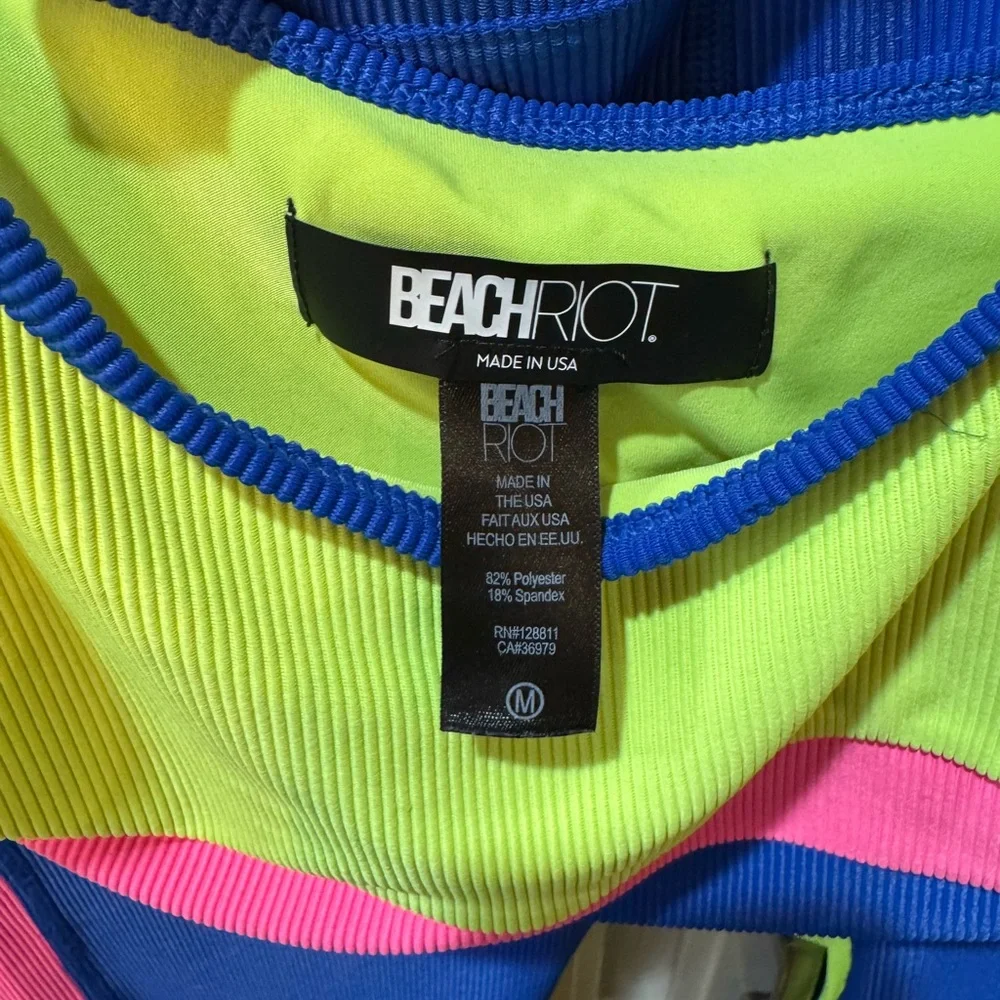 BEACHRIOT®
MADE IN USA
BEACH
RIOT
MADE IN
THE USA
FAIT AUX USA
HECHO EN EE.UU.
82% Polyester
18% Spandex
RN#128811
CA#36979
M